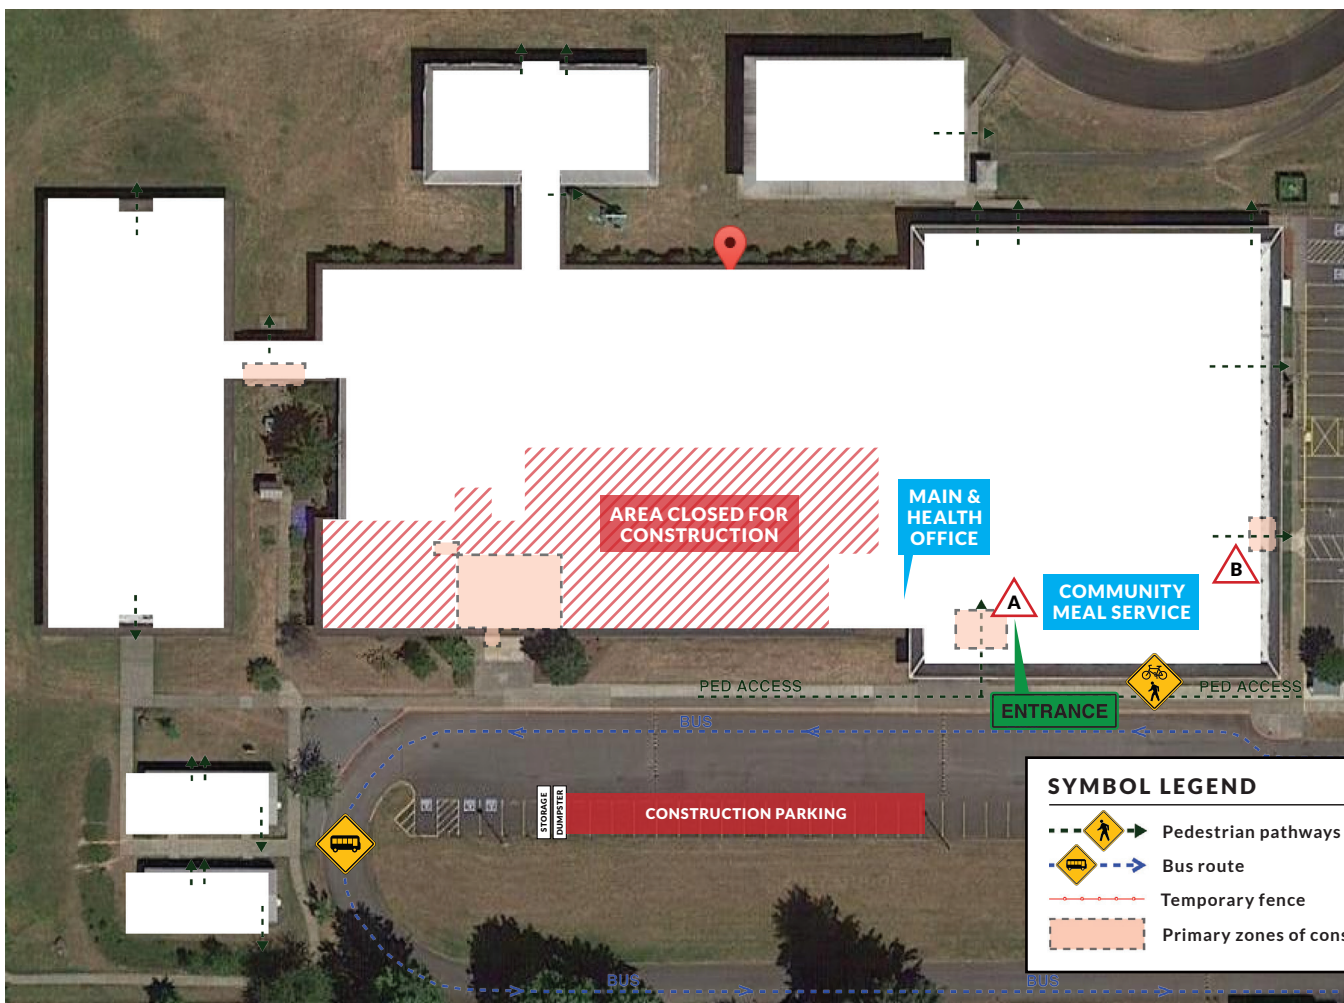 AREA CLOSED FOR
CONSTRUCTION
MAIN &
HEALTH
OFFICE
A
B
COMMUNITY
MEAL SERVICE
PED ACCESS
PED ACCESS
ENTRANCE
BUS
STORAGE
DUMPSTER
CONSTRUCTION PARKING
SYMBOL LEGEND
Pedestrian pathways
Bus route
Temporary fence
Primary zones of cons
BUS
BUS